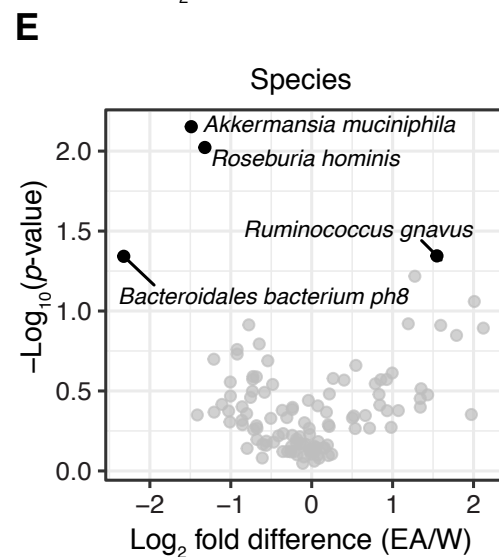 2
E
Species
Akkermansia muciniphila
Roseburia hominis
Ruminococcus gnavus
Bacteroidales bacterium ph8
−Log10(p-value)
2.0
1.5
1.0
0.5
0.0
−2 −1 0 1 2
Log2 fold difference (EA/W)